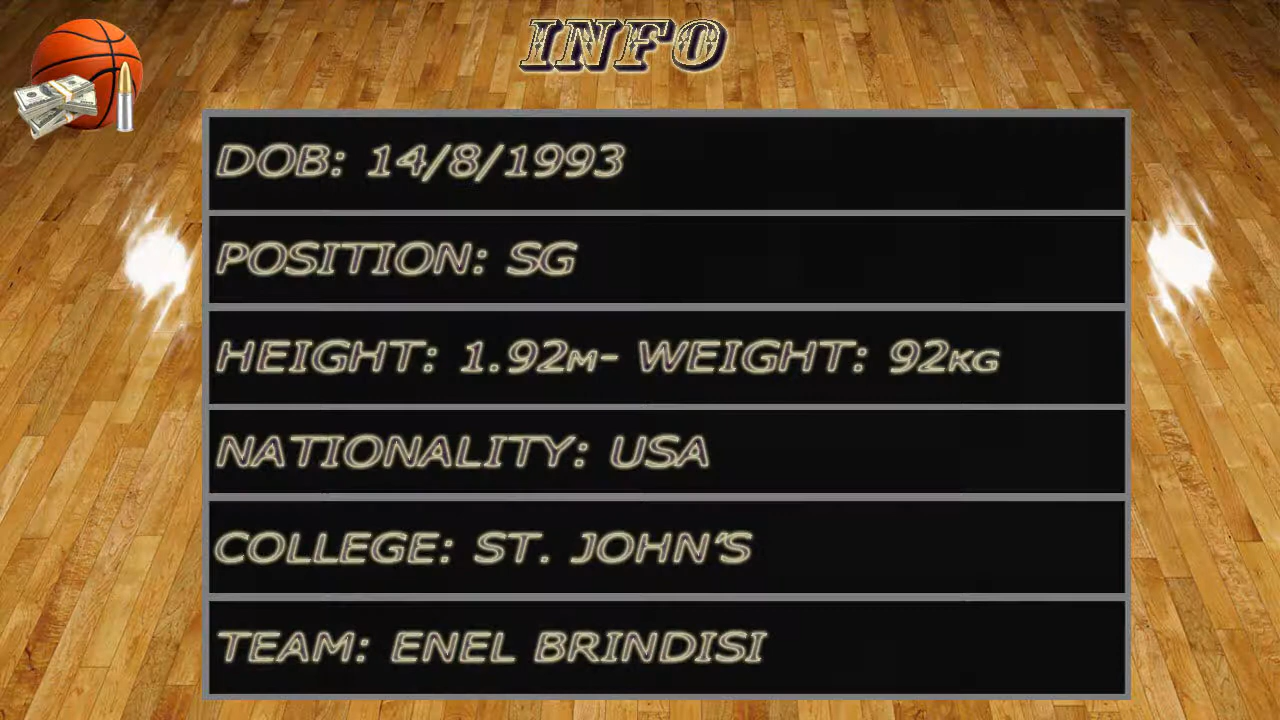 INFO
DOB: 14/8/1993
POSITION: SG
HEIGHT: 1.92M- WEIGHT: 92KG
NATIONALITY: USA
COLLEGE: ST. JOHN'S
TEAM: ENEL BRINDISI